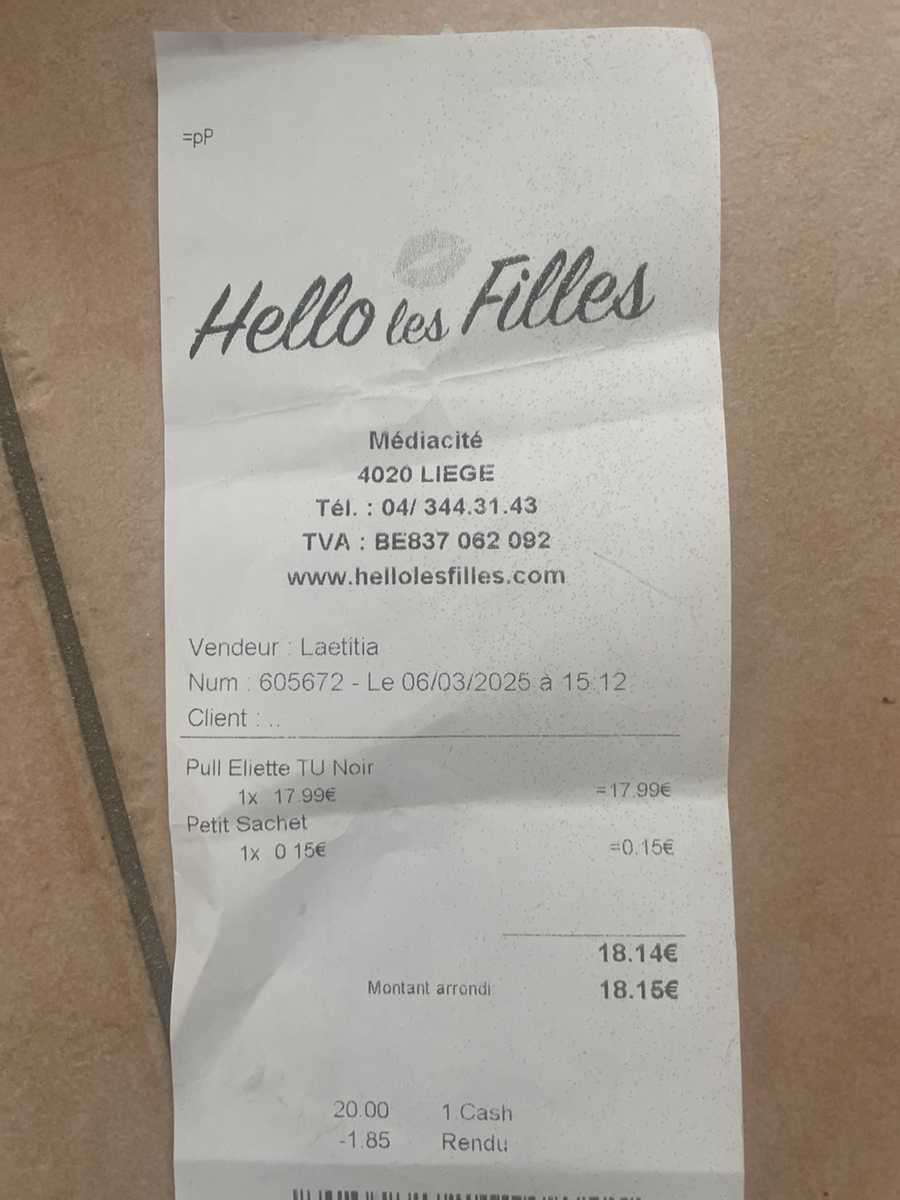 =pP
Hello les Filles
Médiacité
4020 LIEGE
Tél. : 04/ 344.31.43
TVA : BE837 062 092
www.hellolesfilles.com
Vendeur : Laetitia
Num : 605672 - Le 06/03/2025 à 15:12
Client : ..
Pull Eliette TU Noir
1x 17.99€ =17.99€
Petit Sachet
1x 0.15€ =0.15€
18.14€
Montant arrondi 18.15€
20.00 1.Cash
-1.85 Rendu